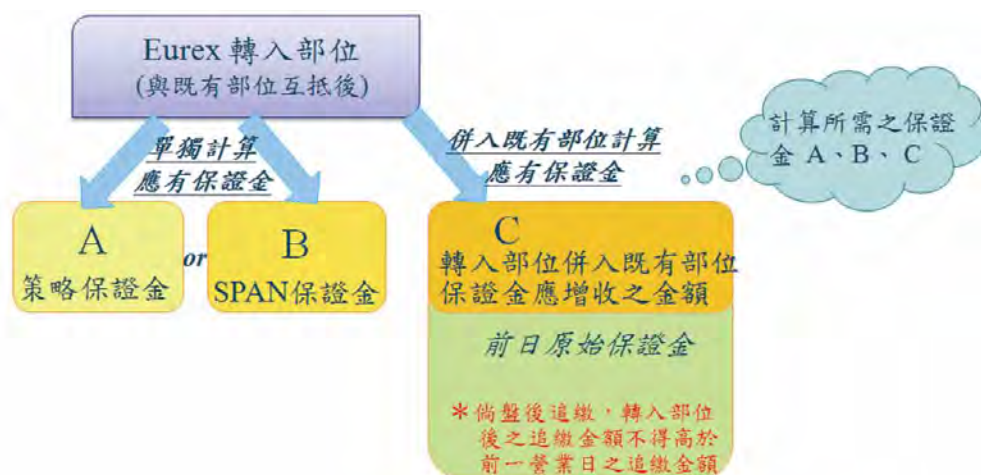 Eurex 轉入部位
(與既有部位互抵後)
單獨計算
應有保證金
併入既有部位計算
應有保證金
計算所需之保證
金 A、B、C
A
策略保證金
or
B
SPAN保證金
C
轉入部位併入既有部位
保證金應增收之金額
前日原始保證金
＊倘盤後追繳，轉入部位
後之追繳金額不得高於
前一營業日之追繳金額